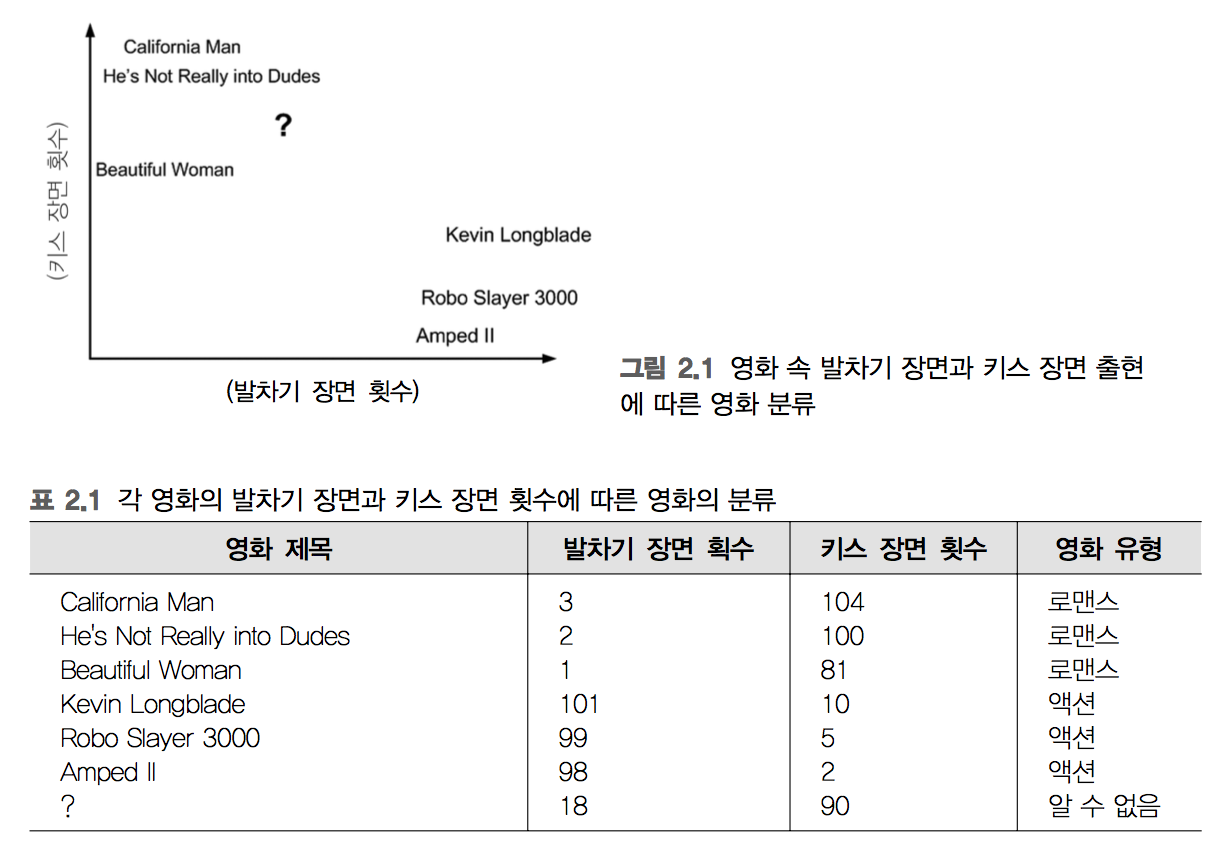 California Man
He's Not Really into Dudes
?
(키스 장면 횟수)
Beautiful Woman
Kevin Longblade
Robo Slayer 3000
Amped II
(발차기 장면 횟수)
그림 2.1 영화 속 발차기 장면과 키스 장면 출현
에 따른 영화 분류
표 2.1 각 영화의 발차기 장면과 키스 장면 횟수에 따른 영화의 분류
영화 제목 발차기 장면 획수 키스 장면 횟수 영화 유형
California Man 3 104 로맨스
He's Not Really into Dudes 2 100 로맨스
Beautiful Woman 1 81 로맨스
Kevin Longblade 101 10 액션
Robo Slayer 3000 99 5 액션
Amped II 98 2 액션
? 18 90 알 수 없음